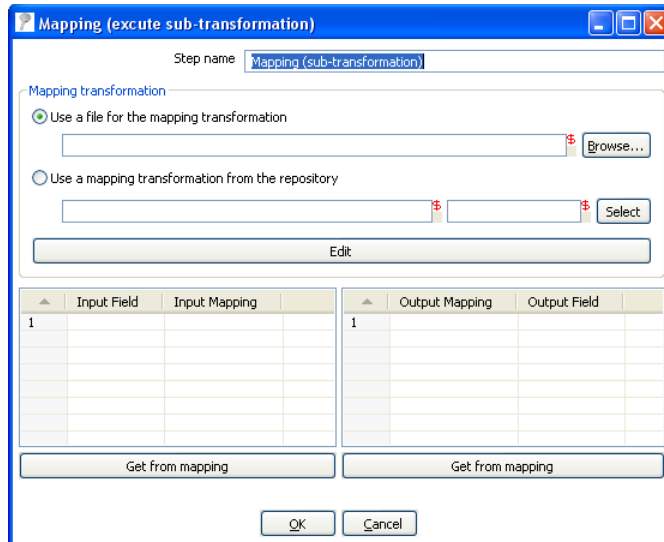 Mapping (excute sub-transformation)
Step name Mapping (sub-transformation)
Mapping transformation
Use a file for the mapping transformation
$ Browse...
Use a mapping transformation from the repository
$ $ Select
Edit
Input Field Input Mapping Output Mapping Output Field
1 1
Get from mapping Get from mapping
OK Cancel